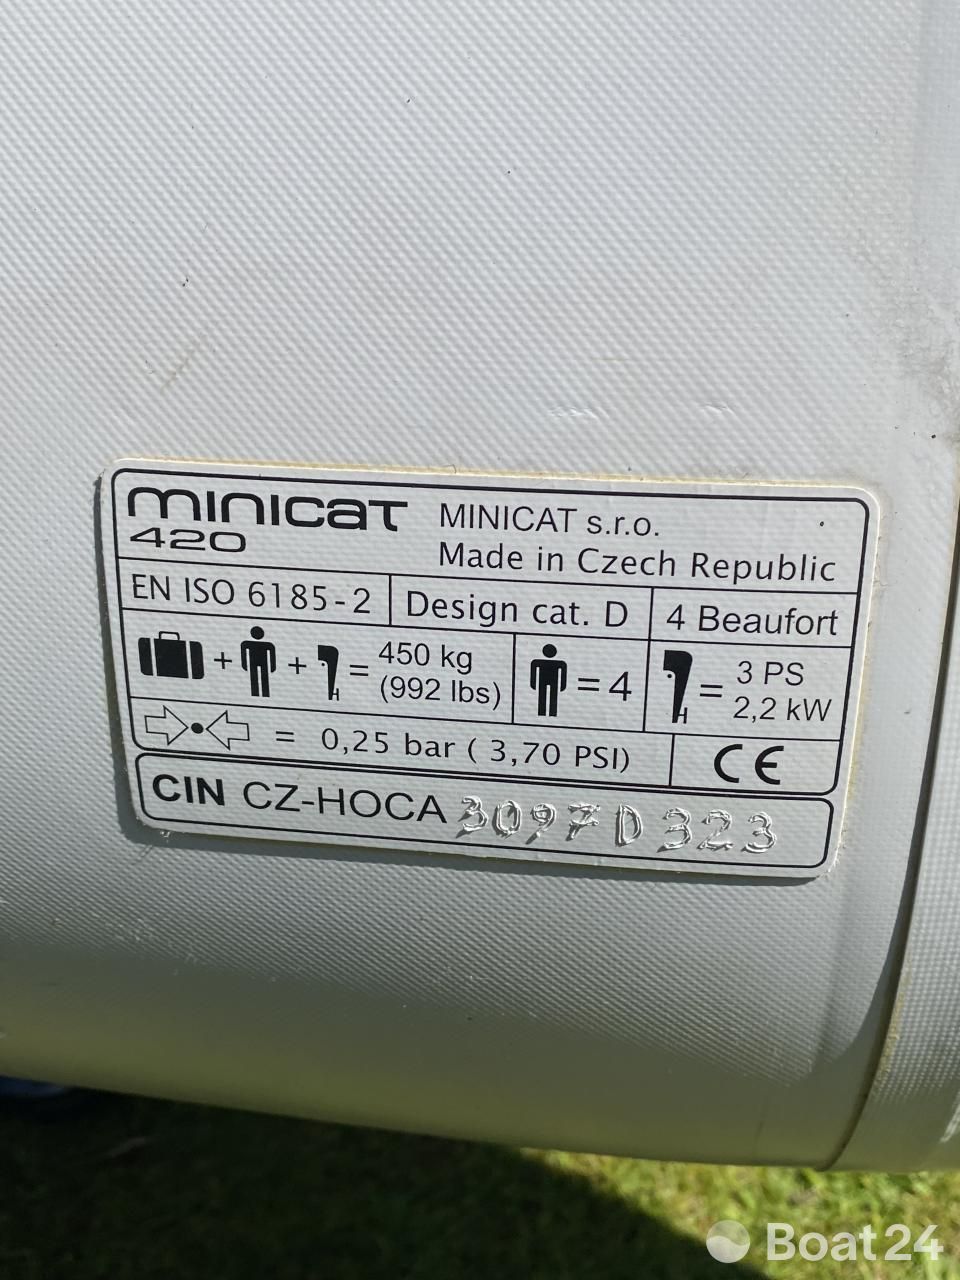 minicat
420
MINICAT s.r.o.
Made in Czech Republic
EN ISO 6185-2
Design cat. D
4 Beaufort
+ + = 450 kg
(992 lbs)
= 4
= 3 PS
2,2 kW
= 0,25 bar ( 3,70 PSI)
CE
CIN CZ-HOCA 3097D323
Boat24